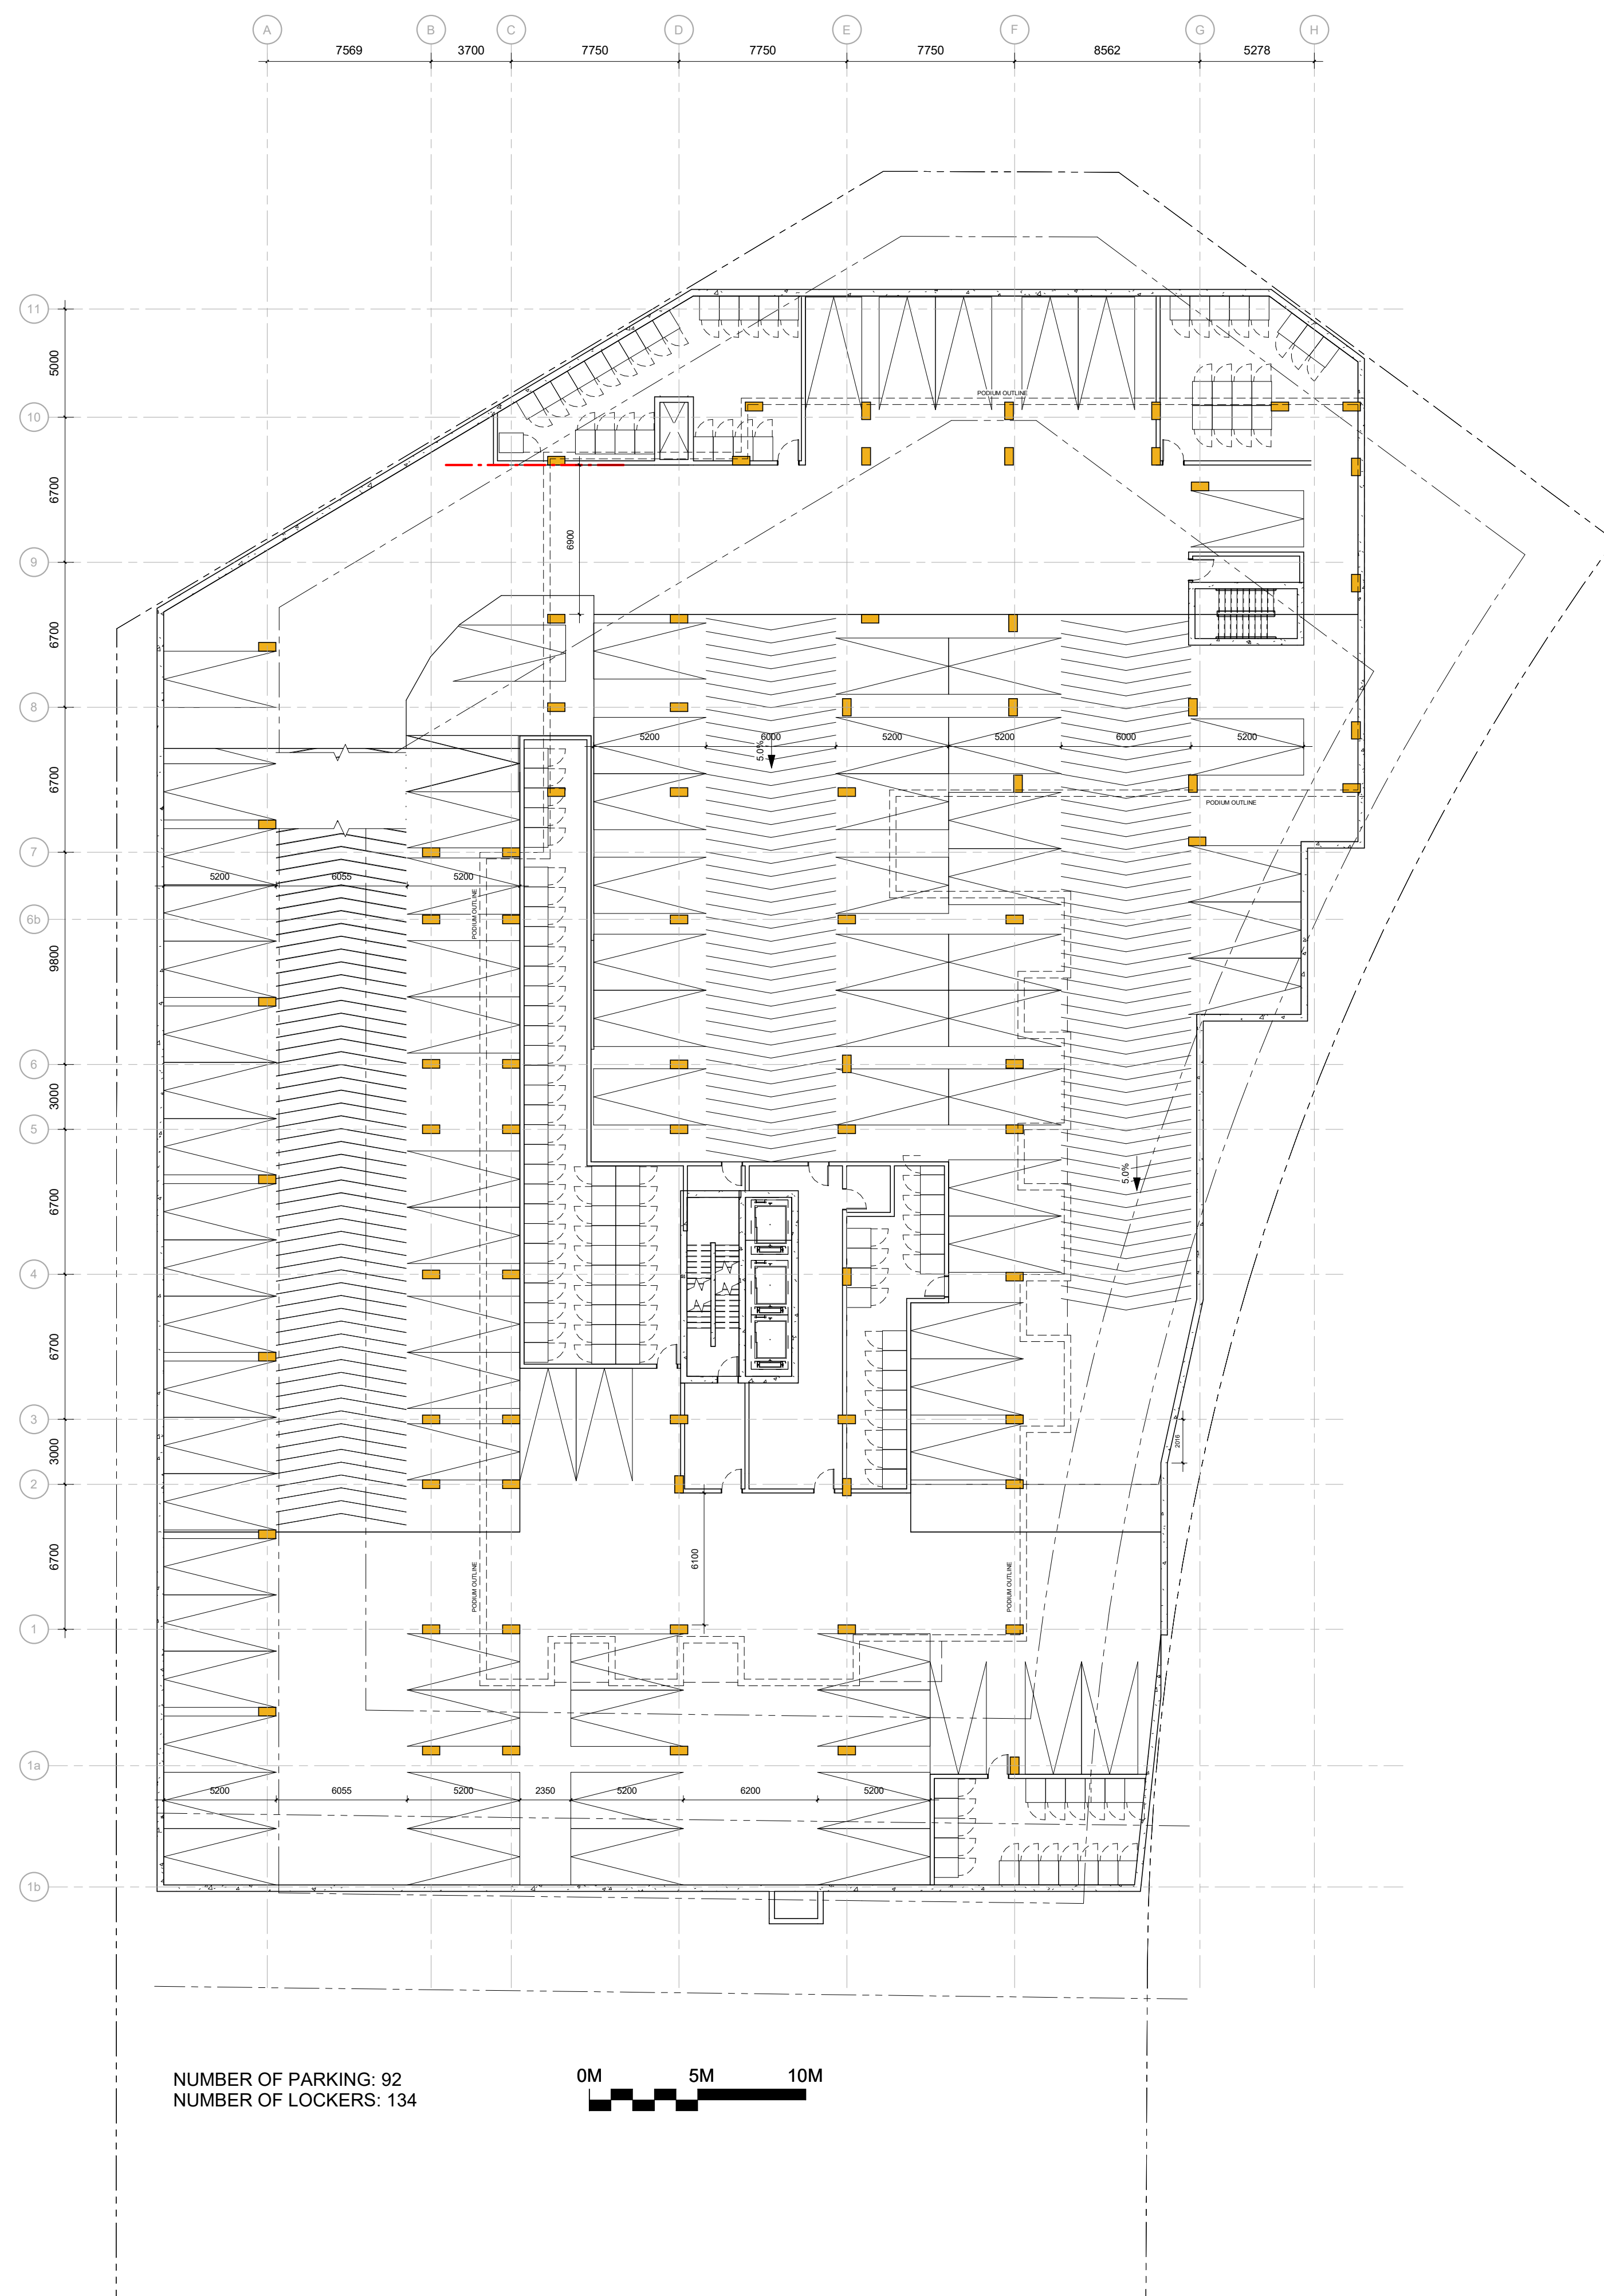 A B C D E F G H
7569 3700 7750 7750 7750 8562 5278
11
5000
PODIUM OUTLINE
10
6700
6900
9
6700
8
5200 6000 5200 5200 6000 5200
5.0%
6700
PODIUM OUTLINE
7
5200 6055 5200
PODIUM OUTLINE
6b
9800
6
3000
5
5.0%
6700
4
6700
3
2016
3000
2
6100
6700
PODIUM OUTLINE
PODIUM OUTLINE
1
1a
5200 6055 5200 2350 5200 6200 5200
1b
NUMBER OF PARKING: 92
NUMBER OF LOCKERS: 134
0M 5M 10M